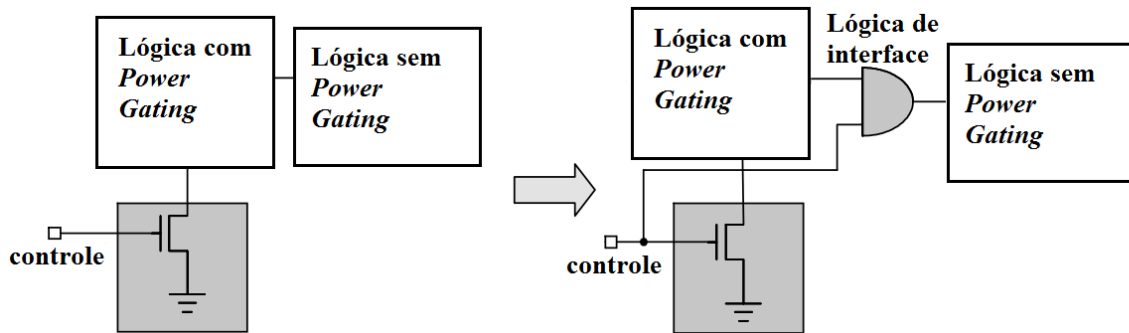 Lógica com
Power
Gating
Lógica sem
Power
Gating
controle
Lógica com
Power
Gating
Lógica de
interface
Lógica sem
Power
Gating
controle